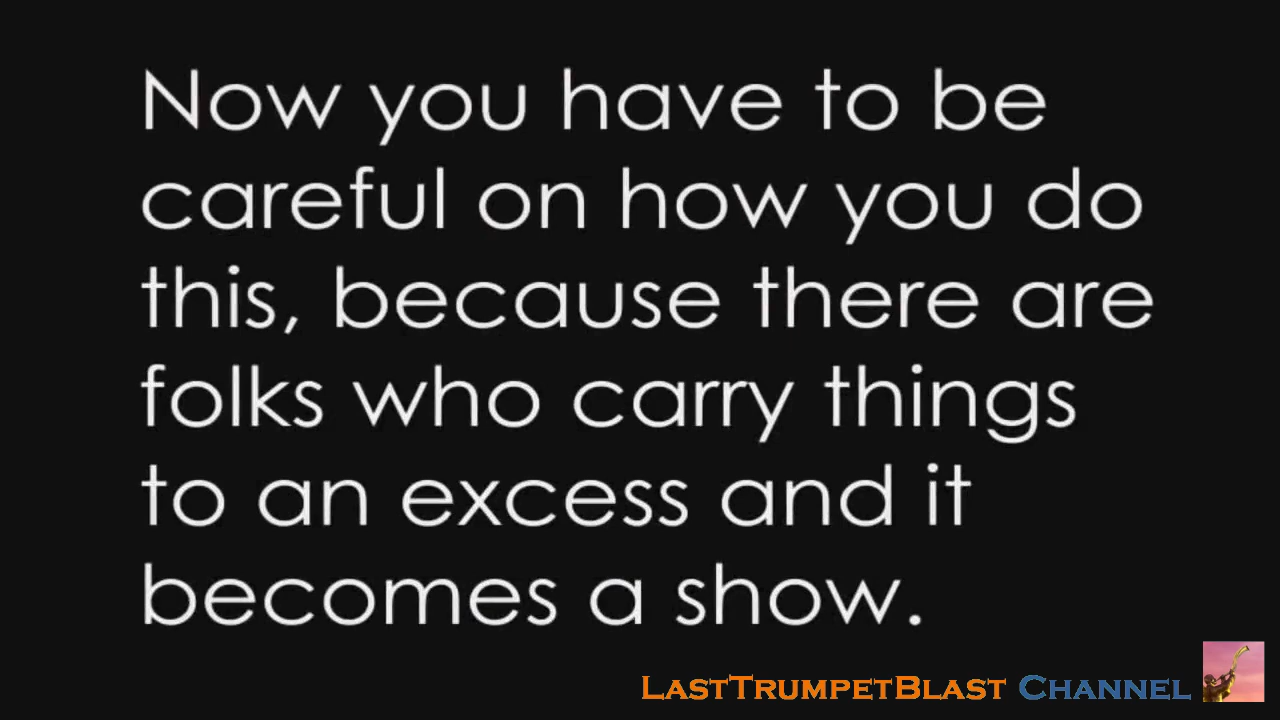 Now you have to be
careful on how you do
this, because there are
folks who carry things
to an excess and it
becomes a show.
LastTrumpetBlast Channel